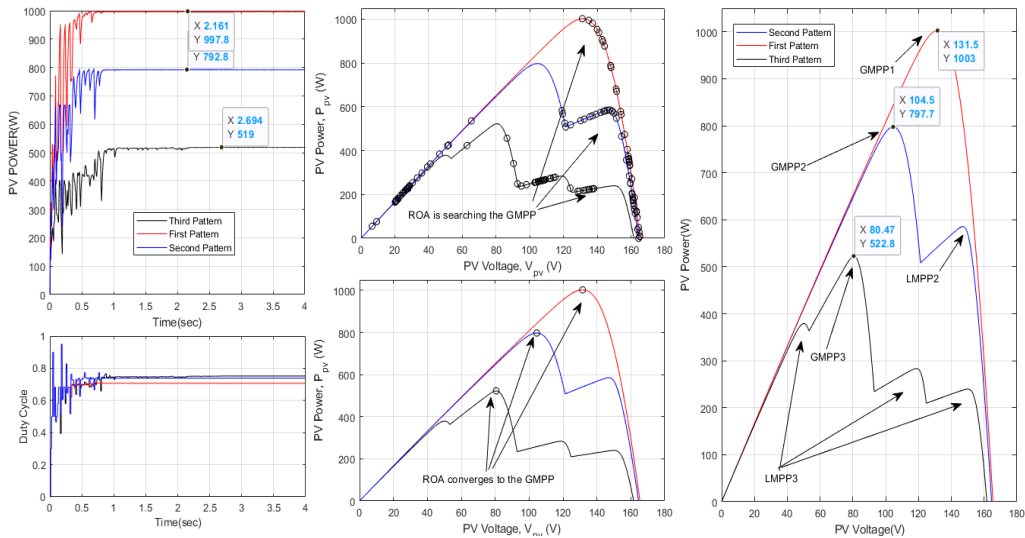 PV POWER(W)
1000
900
800
700
600
500
400
300
200
100
0
X 2.161
Y 997.8
Y 792.8
X 2.694
Y 519
Third Pattern
First Pattern
Second Pattern
0 0.5 1 1.5 2 2.5 3 3.5 4
Time(sec)
Duty Cycle
1
0.8
0.6
0.4
0.2
0
0 0.5 1 1.5 2 2.5 3 3.5 4
Time(sec)
PV Power, P_pv (W)
1000
800
600
400
200
0
ROA is searching the GMPP
0 20 40 60 80 100 120 140 160 180
PV Voltage, V_pv (V)
PV Power, P_pv (W)
1000
800
600
400
200
0
ROA converges to the GMPP
0 20 40 60 80 100 120 140 160 180
PV Voltage, V_pv (V)
PV Power(W)
1000
900
800
700
600
500
400
300
200
100
0
Second Pattern
First Pattern
Third Pattern
GMPP1
X 131.5
Y 1003
X 104.5
Y 797.7
GMPP2
X 80.47
Y 522.8
LMPP2
GMPP3
LMPP3
0 20 40 60 80 100 120 140 160 180
PV Voltage(V)